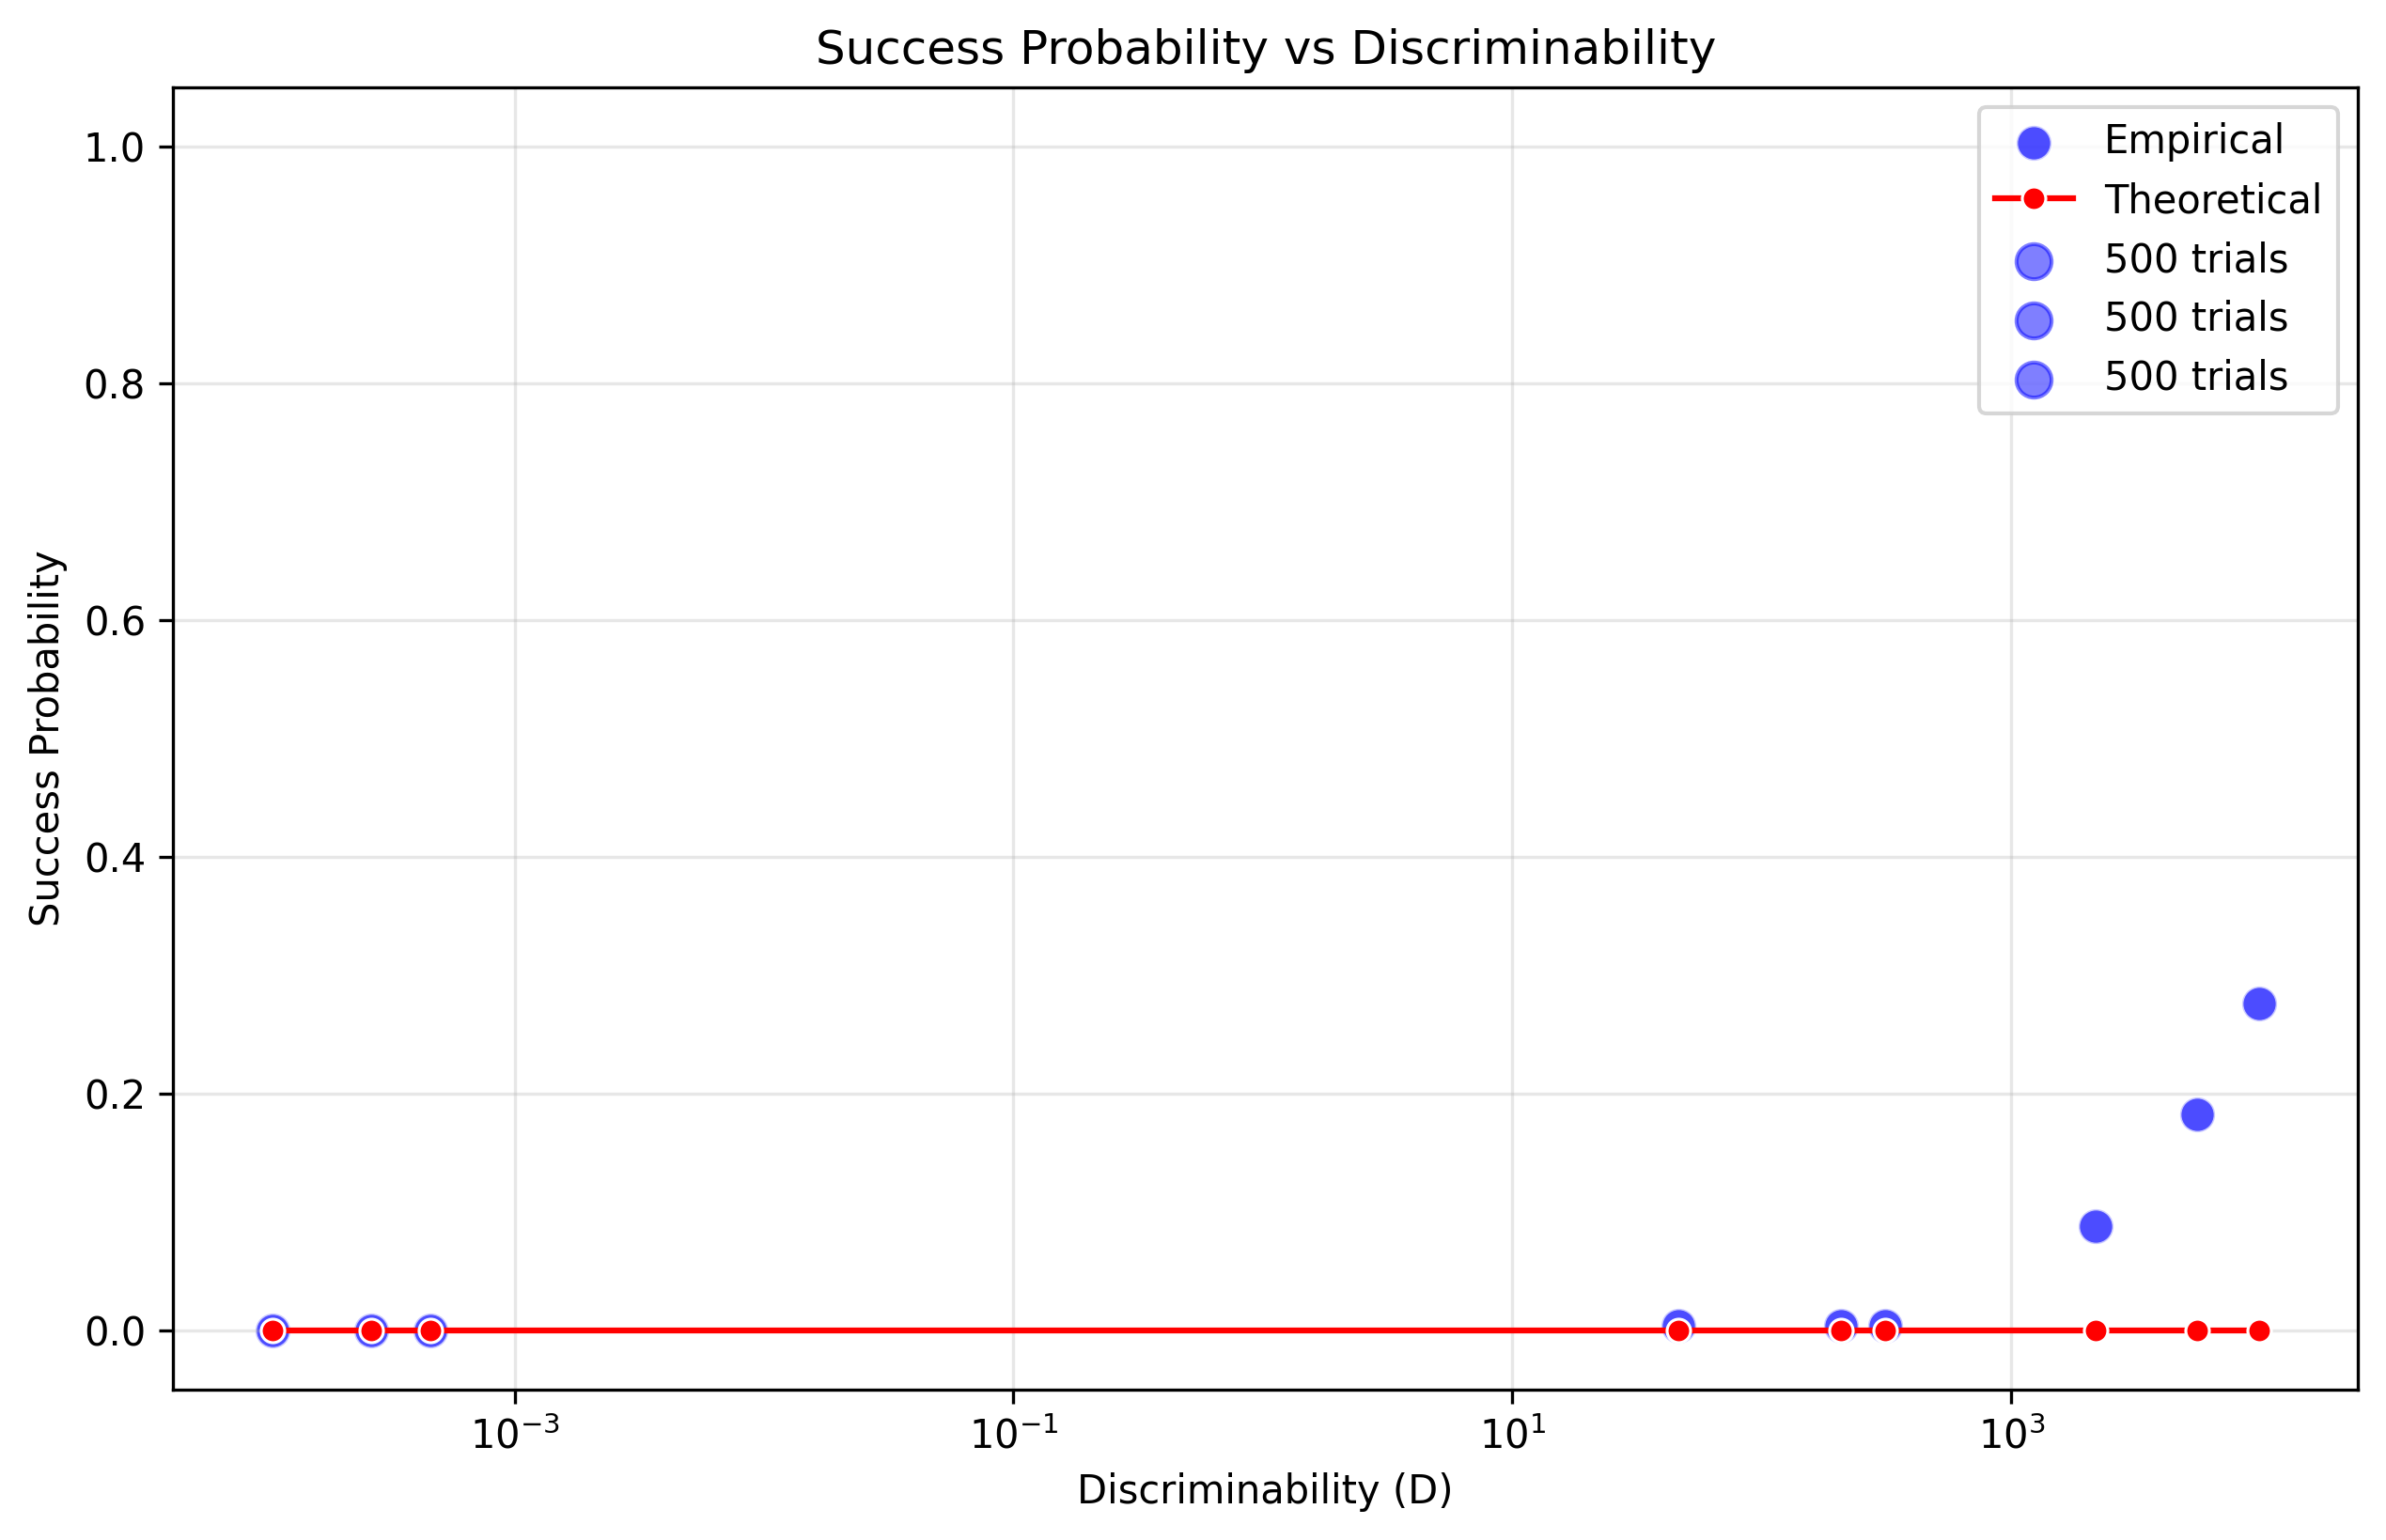 Success Probability vs Discriminability
Empirical
Theoretical
500 trials
500 trials
500 trials
Success Probability
1.0
0.8
0.6
0.4
0.2
0.0
10⁻³ 10⁻¹ 10¹ 10³
Discriminability (D)